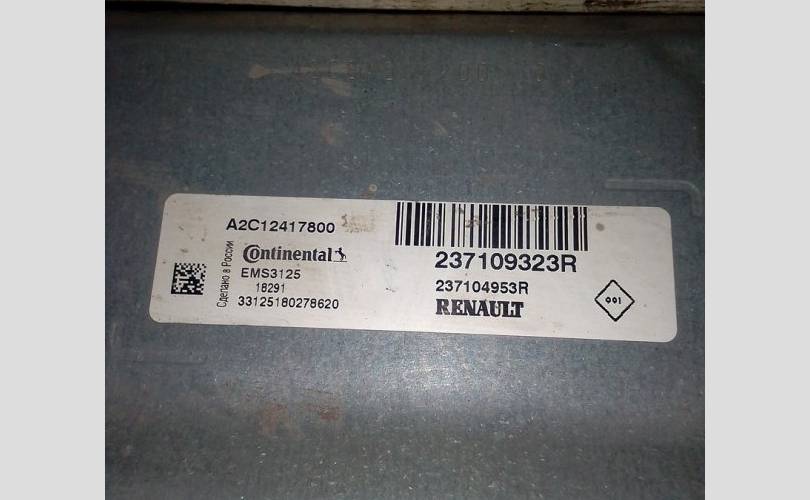 A2C12417800
Continental
EMS3125
18291
33125180278620
Сделано в России
237109323R
237104953R
RENAULT
001